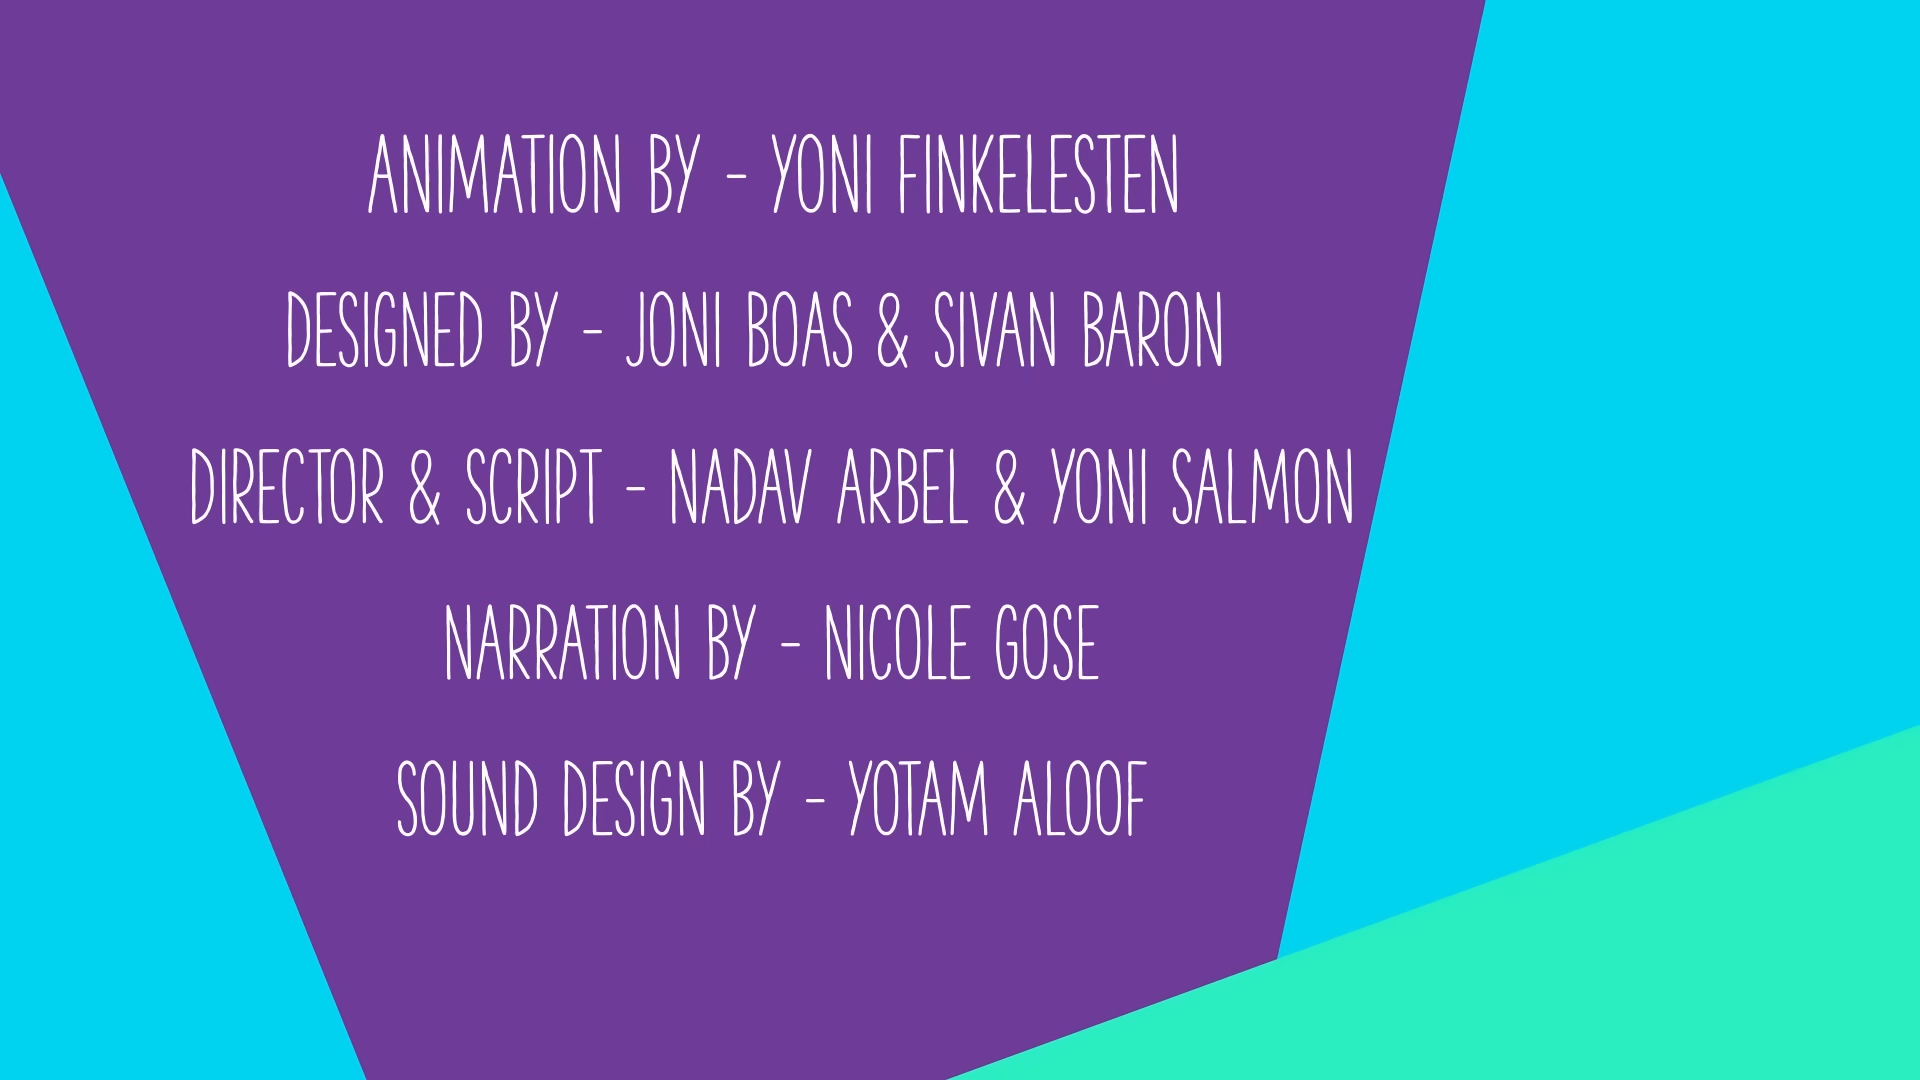 ANIMATION BY - YONI FINKELESTEN
DESIGNED BY - JONI BOAS & SIVAN BARON
DIRECTOR & SCRIPT - NADAV ARBEL & YONI SALMON
NARRATION BY - NICOLE GOSE
SOUND DESIGN BY - YOTAM ALOOF